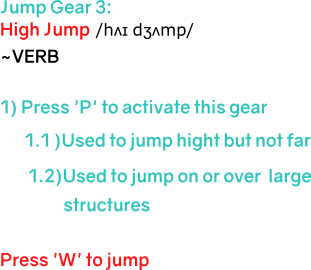 Jump Gear 3:
High Jump /hʌɪ dʒʌmp/
~VERB
1) Press 'P' to activate this gear
1.1 )Used to jump hight but not far
1.2)Used to jump on or over large
structures
Press 'W' to jump